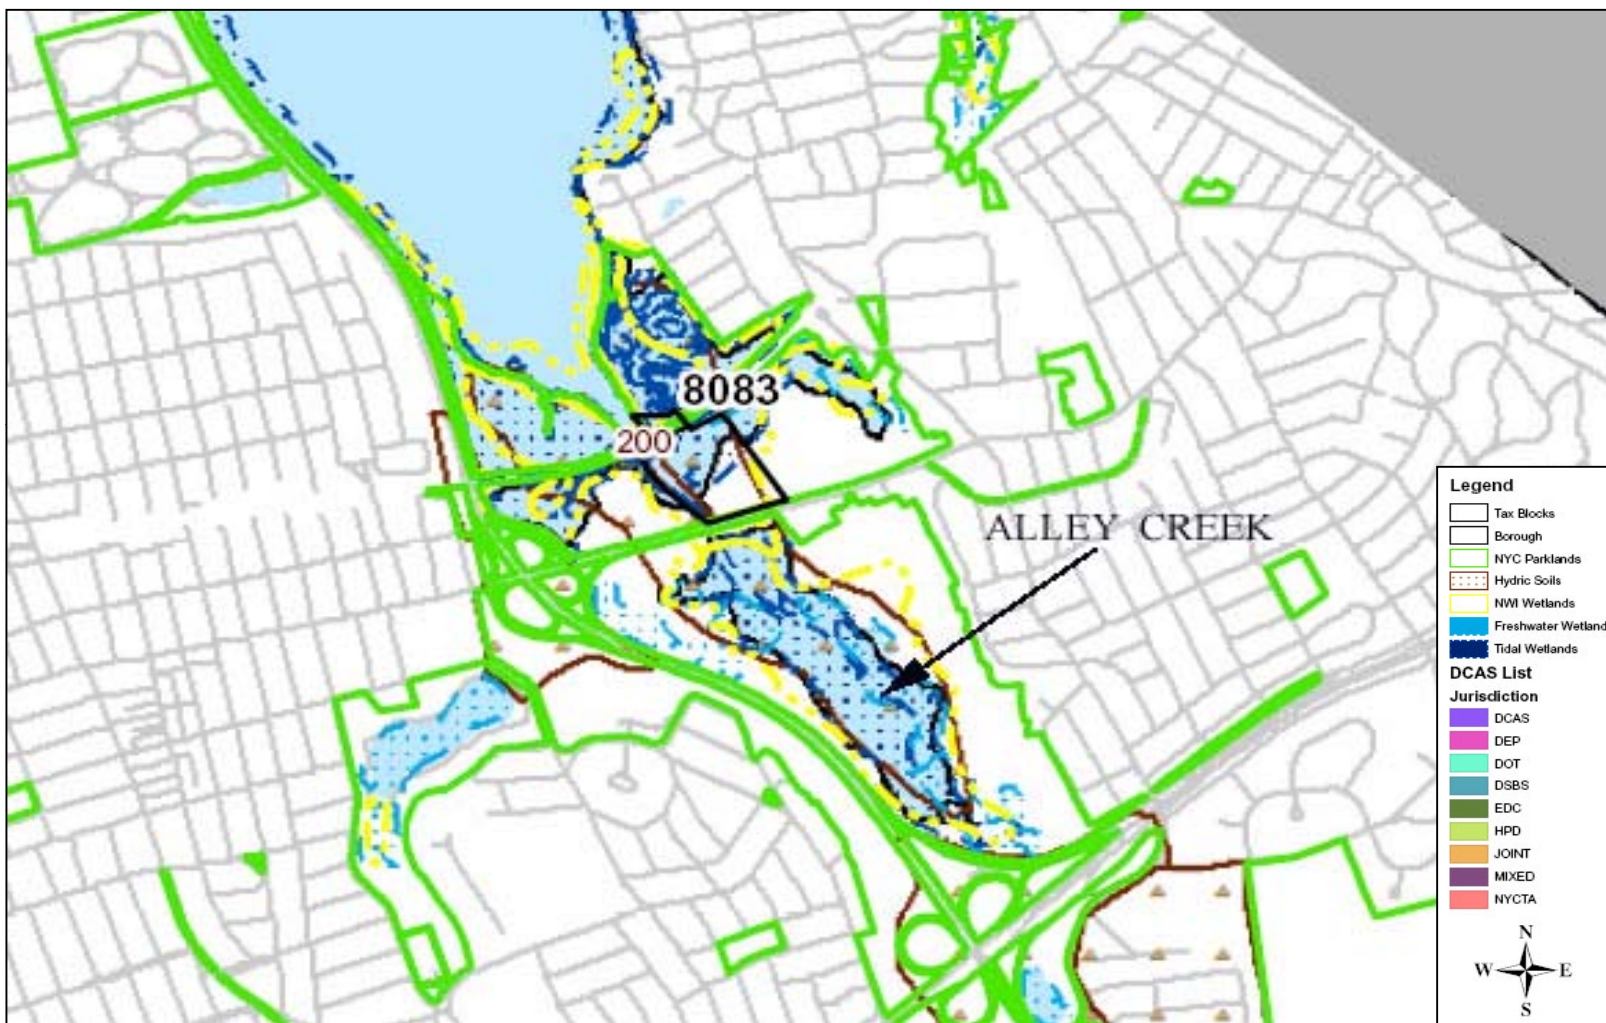 8083
200
ALLEY CREEK
Legend
Tax Blocks
Borough
NYC Parklands
Hydric Soils
NWI Wetlands
Freshwater Wetland
Tidal Wetlands
DCAS List
Jurisdiction
DCAS
DEP
DOT
DSBS
EDC
HPD
JOINT
MIXED
NYCTA
N
W E
S